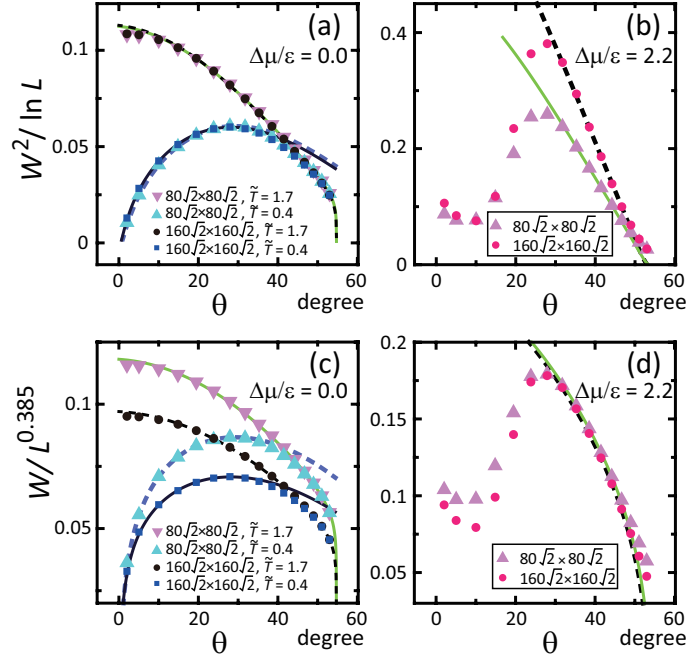 (a)
Δμ/ε = 0.0
W²/ ln L
0.1
0.05
0
80√2×80√2 , T̃ = 1.7
80√2×80√2 , T̃ = 0.4
160√2×160√2 , T̃ = 1.7
160√2×160√2 , T̃ = 0.4
0 20 40 60
θ degree
(b)
Δμ/ε = 2.2
0.4
0.2
0
80√2×80√2
160√2×160√2
0 20 40 60
θ degree
(c)
Δμ/ε = 0.0
W/ L^0.385
0.1
0.05
80√2×80√2 , T̃ = 1.7
80√2×80√2 , T̃ = 0.4
160√2×160√2 , T̃ = 1.7
160√2×160√2 , T̃ = 0.4
0 20 40 60
θ degree
(d)
Δμ/ε = 2.2
0.2
0.15
0.1
0.05
80√2×80√2
160√2×160√2
0 20 40 60
θ degree